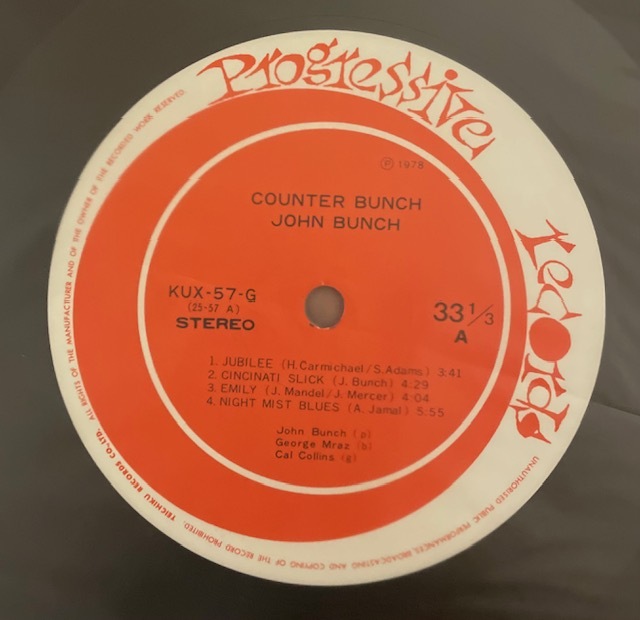 Progressive
records
Ⓟ 1978
COUNTER BUNCH
JOHN BUNCH
KUX-57-G
(25-57 A)
STEREO
33 1/3
A
1. JUBILEE (H.Carmichael/S.Adams) 3:41
2. CINCINATI SLICK (J. Bunch) 4:29
3. EMILY (J. Mandel/J. Mercer) 4:04
4. NIGHT MIST BLUES (A. Jamal) 5:55
John Bunch (p)
George Mraz (b)
Cal Collins (g)
TEICHIKU RECORDS CO.,LTD. ALL RIGHTS OF THE MANUFACTURER AND OF THE OWNER OF THE RECORDED WORK RESERVED.
UNAUTHORISED PUBLIC PERFORMANCES, BROADCASTING AND COPYING OF THE RECORD PROHIBITED.